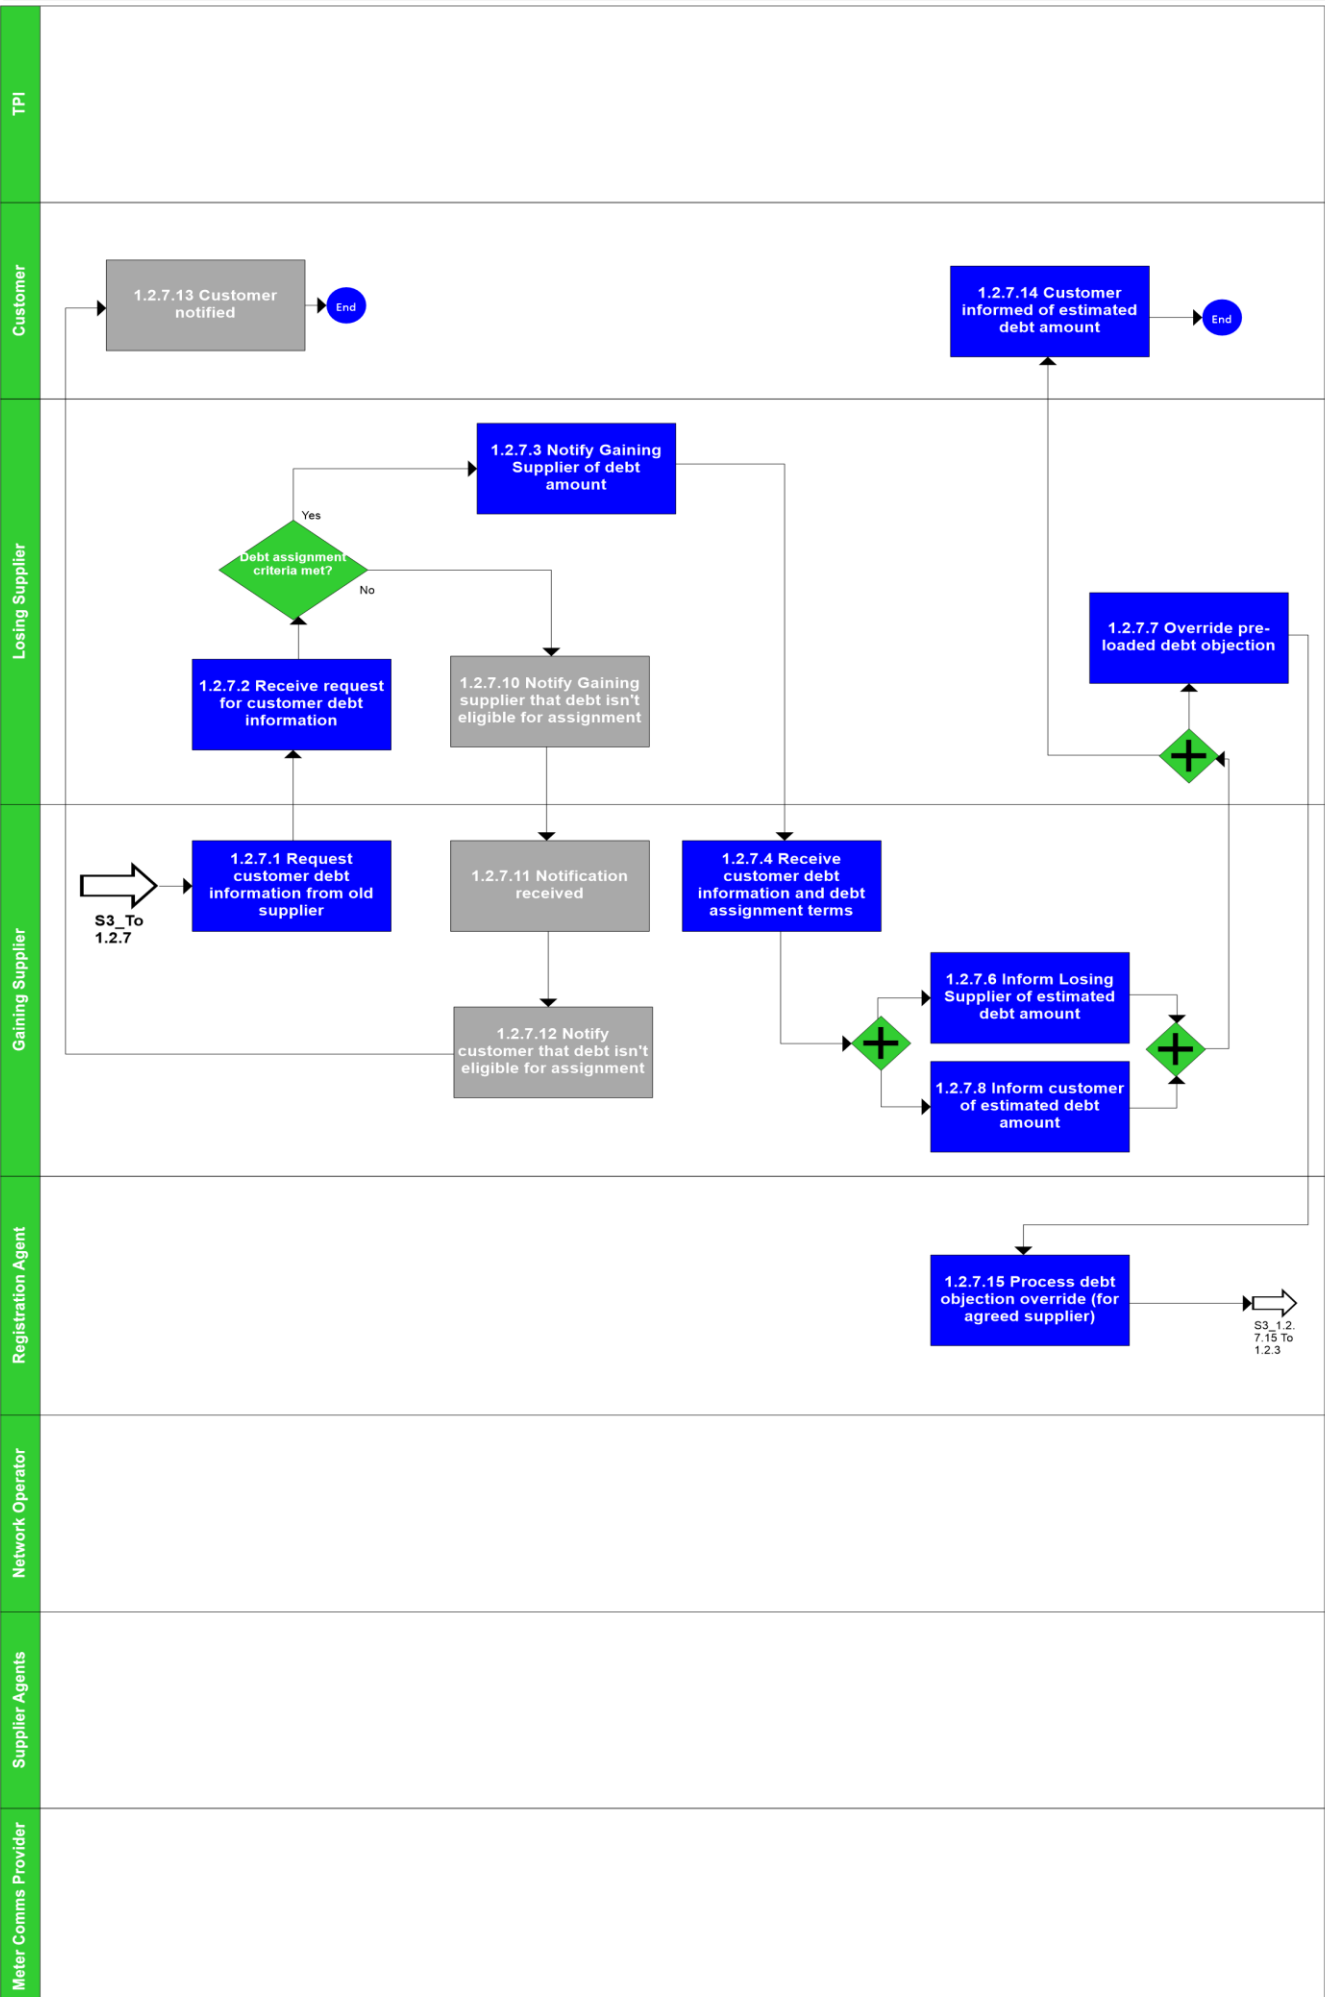 TPI
Customer
1.2.7.13 Customer
notified
End
1.2.7.14 Customer
informed of estimated
debt amount
End
Losing Supplier
1.2.7.3 Notify Gaining
Supplier of debt
amount
Yes
Debt assignment
criteria met?
No
1.2.7.7 Override pre-
loaded debt objection
1.2.7.2 Receive request
for customer debt
information
1.2.7.10 Notify Gaining
supplier that debt isn't
eligible for assignment
Gaining Supplier
S3_To
1.2.7
1.2.7.1 Request
customer debt
information from old
supplier
1.2.7.11 Notification
received
1.2.7.4 Receive
customer debt
information and debt
assignment terms
1.2.7.6 Inform Losing
Supplier of estimated
debt amount
1.2.7.12 Notify
customer that debt isn't
eligible for assignment
1.2.7.8 Inform customer
of estimated debt
amount
Registration Agent
1.2.7.15 Process debt
objection override (for
agreed supplier)
S3_1.2.
7.15 To
1.2.3
Network Operator
Supplier Agents
Meter Comms Provider